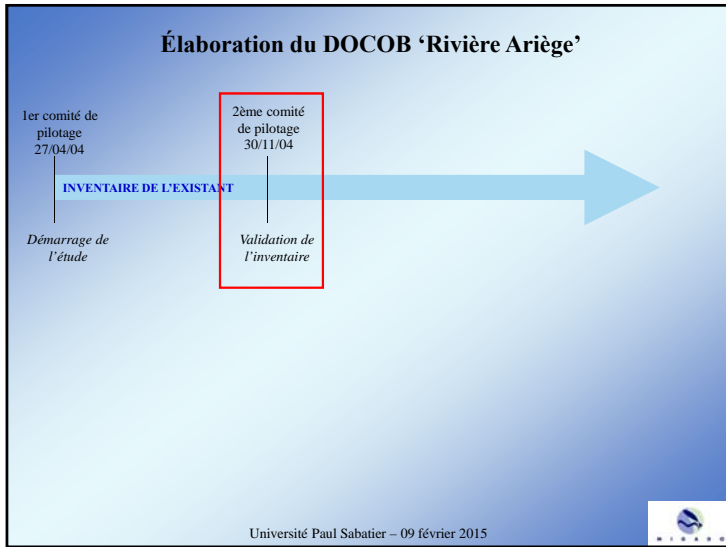 Élaboration du DOCOB ‘Rivière Ariège’
1er comité de
pilotage
27/04/04
2ème comité
de pilotage
30/11/04
INVENTAIRE DE L’EXISTANT
Démarrage de
l’étude
Validation de
l’inventaire
Université Paul Sabatier – 09 février 2015